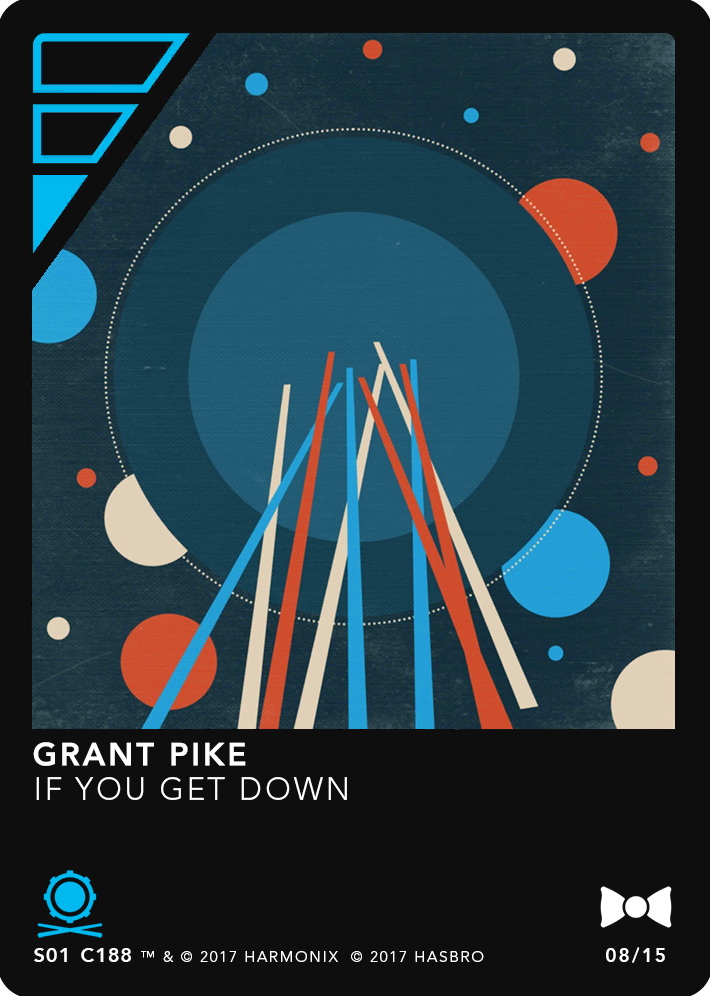 GRANT PIKE
IF YOU GET DOWN
S01 C188 ™ & © 2017 HARMONIX © 2017 HASBRO 08/15